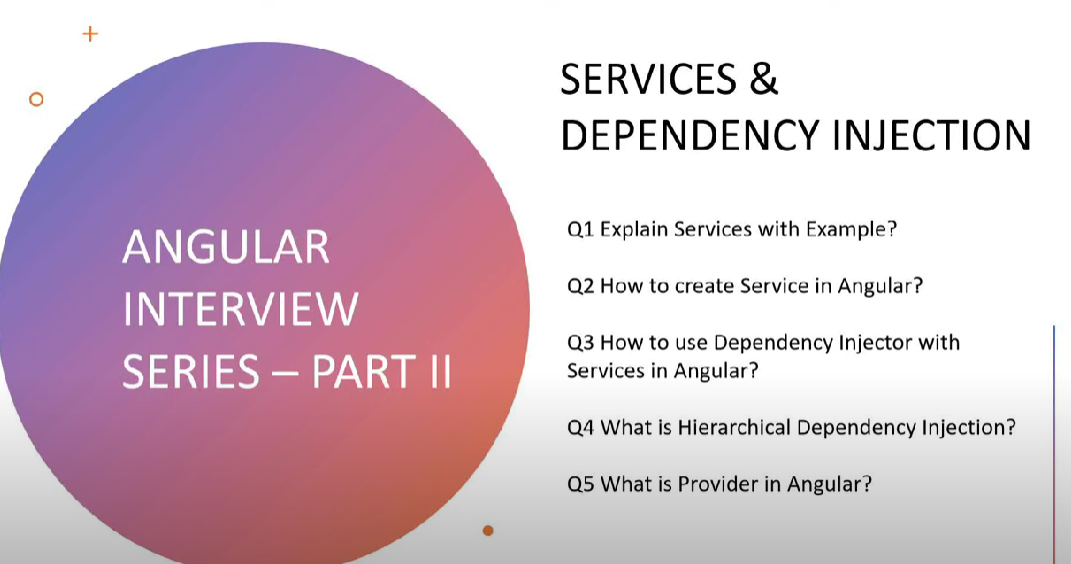 ANGULAR
INTERVIEW
SERIES – PART II
SERVICES &
DEPENDENCY INJECTION
Q1 Explain Services with Example?
Q2 How to create Service in Angular?
Q3 How to use Dependency Injector with
Services in Angular?
Q4 What is Hierarchical Dependency Injection?
Q5 What is Provider in Angular?